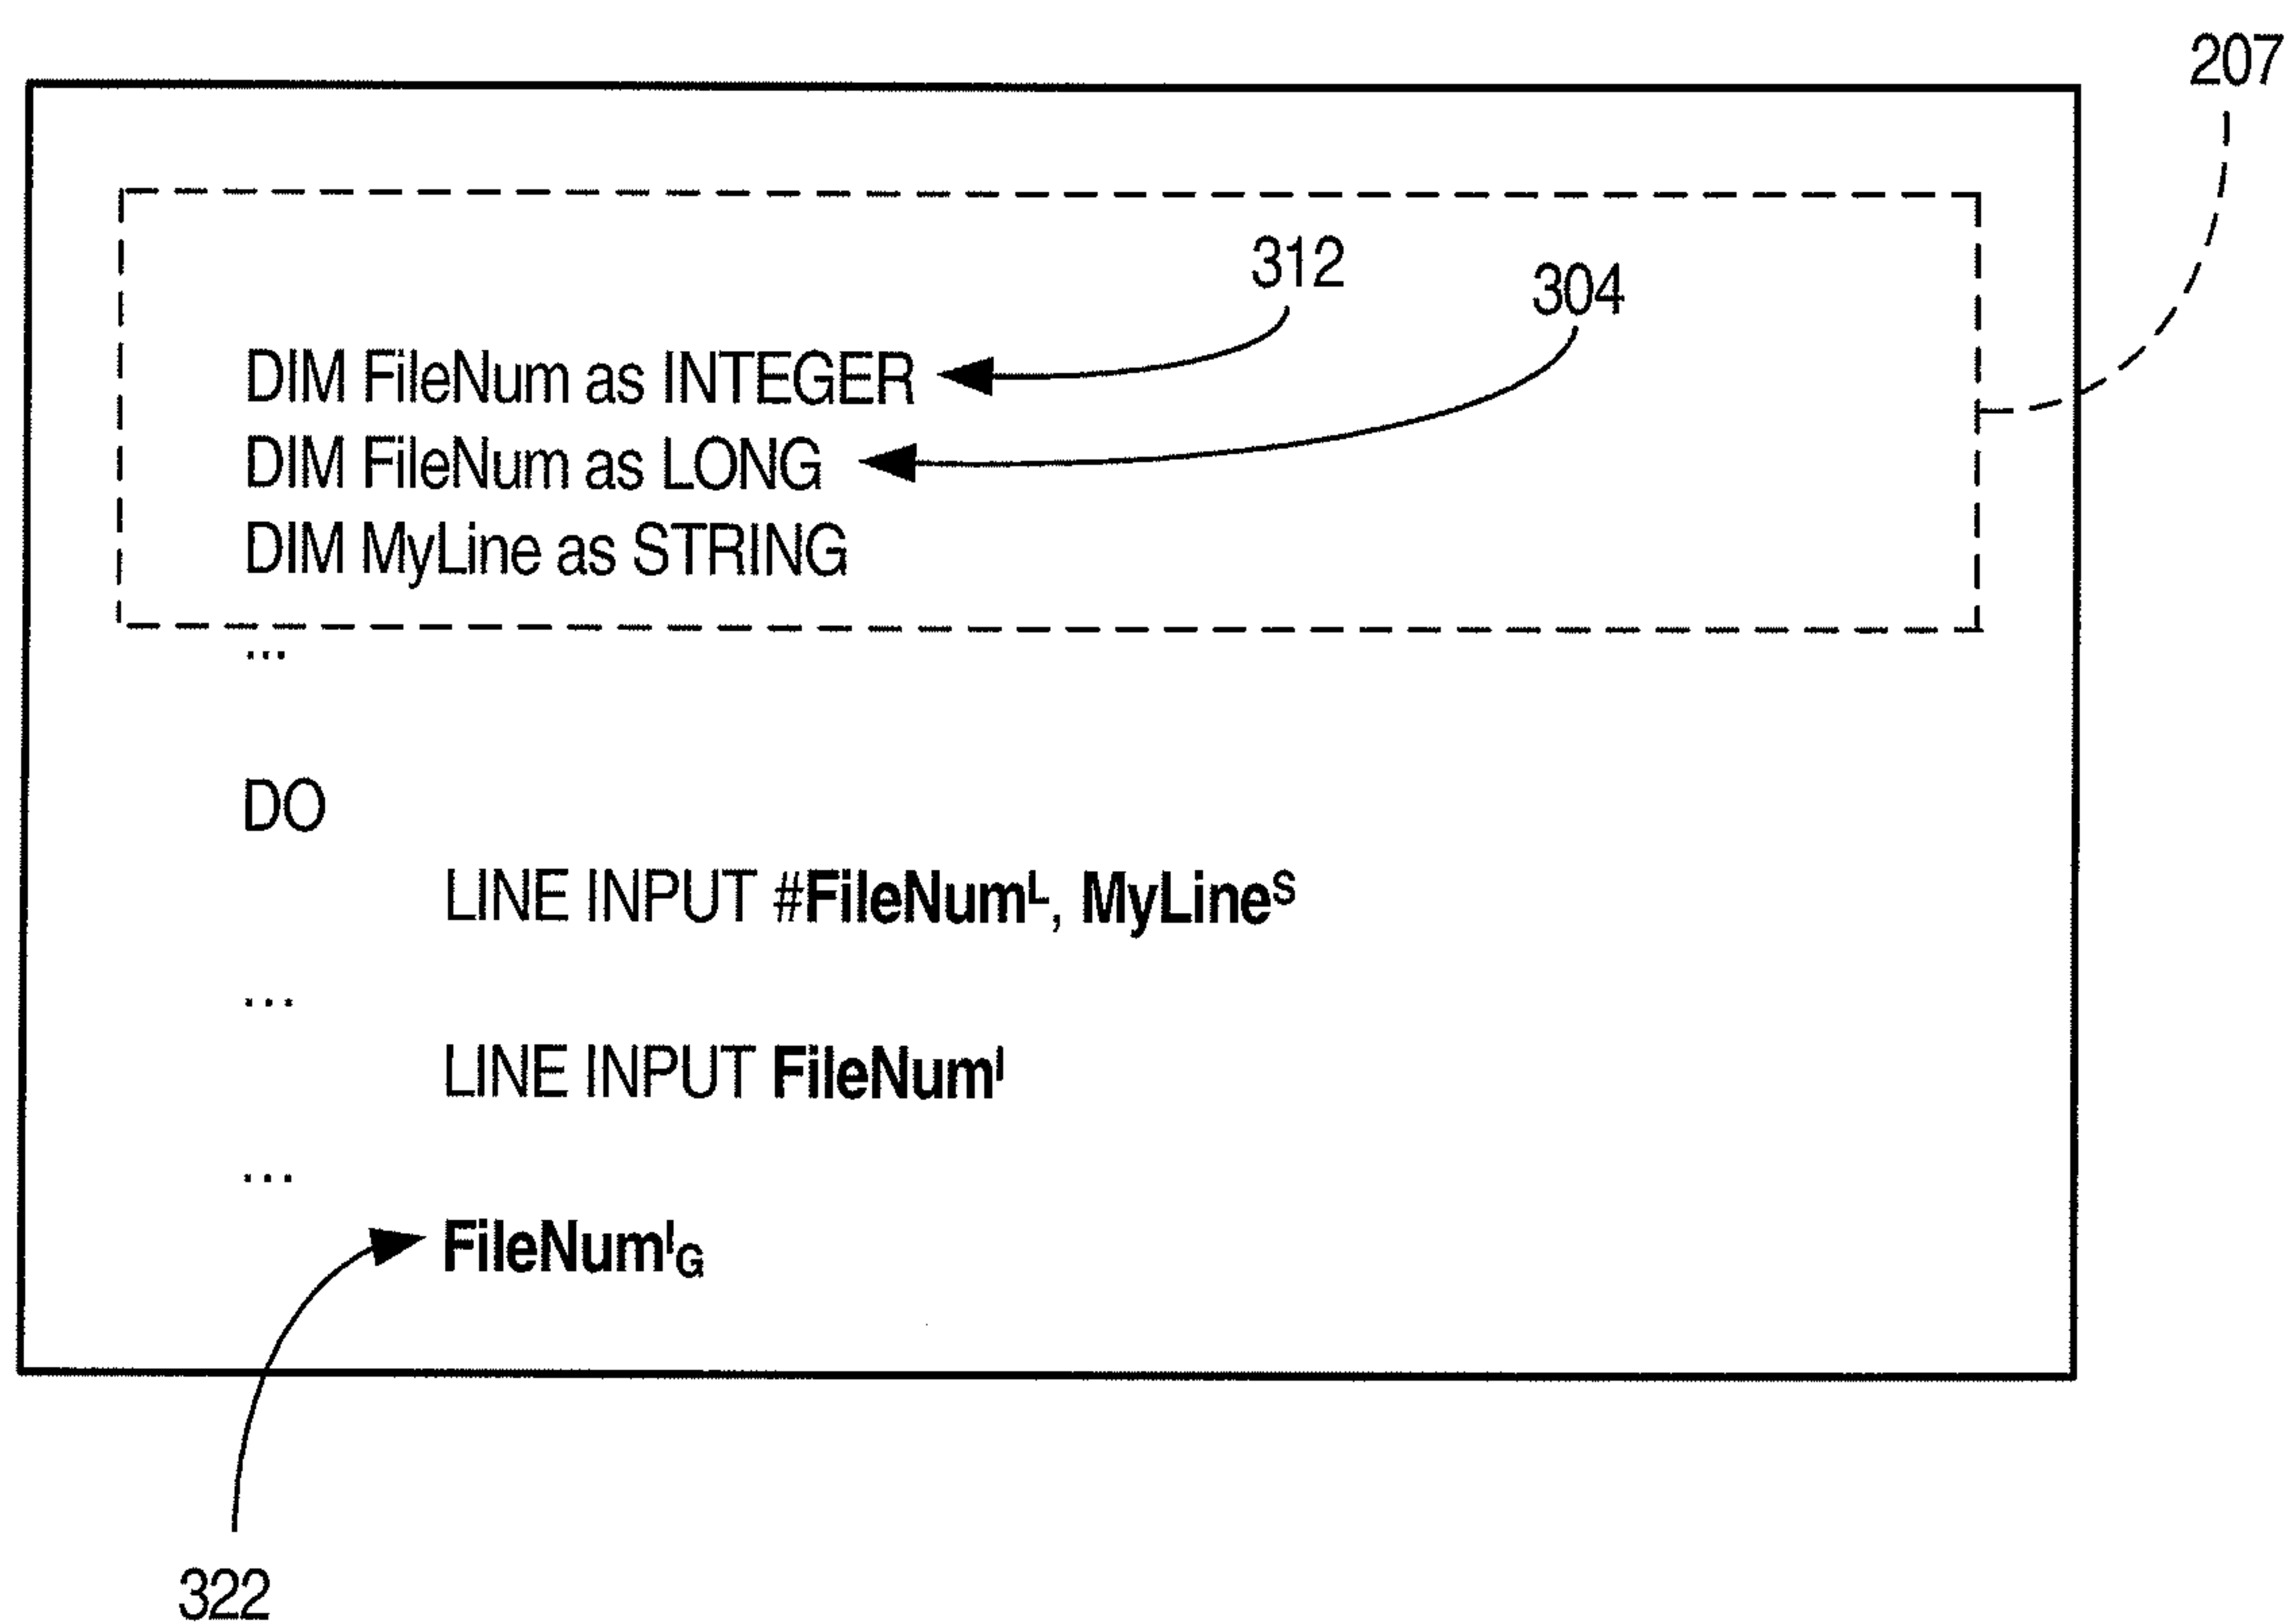 207
312
304
DIM FileNum as INTEGER
DIM FileNum as LONG
DIM MyLine as STRING
...
DO
LINE INPUT #FileNumᴸ, MyLineˢ
...
LINE INPUT FileNumᴵ
...
FileNumᴵG
322